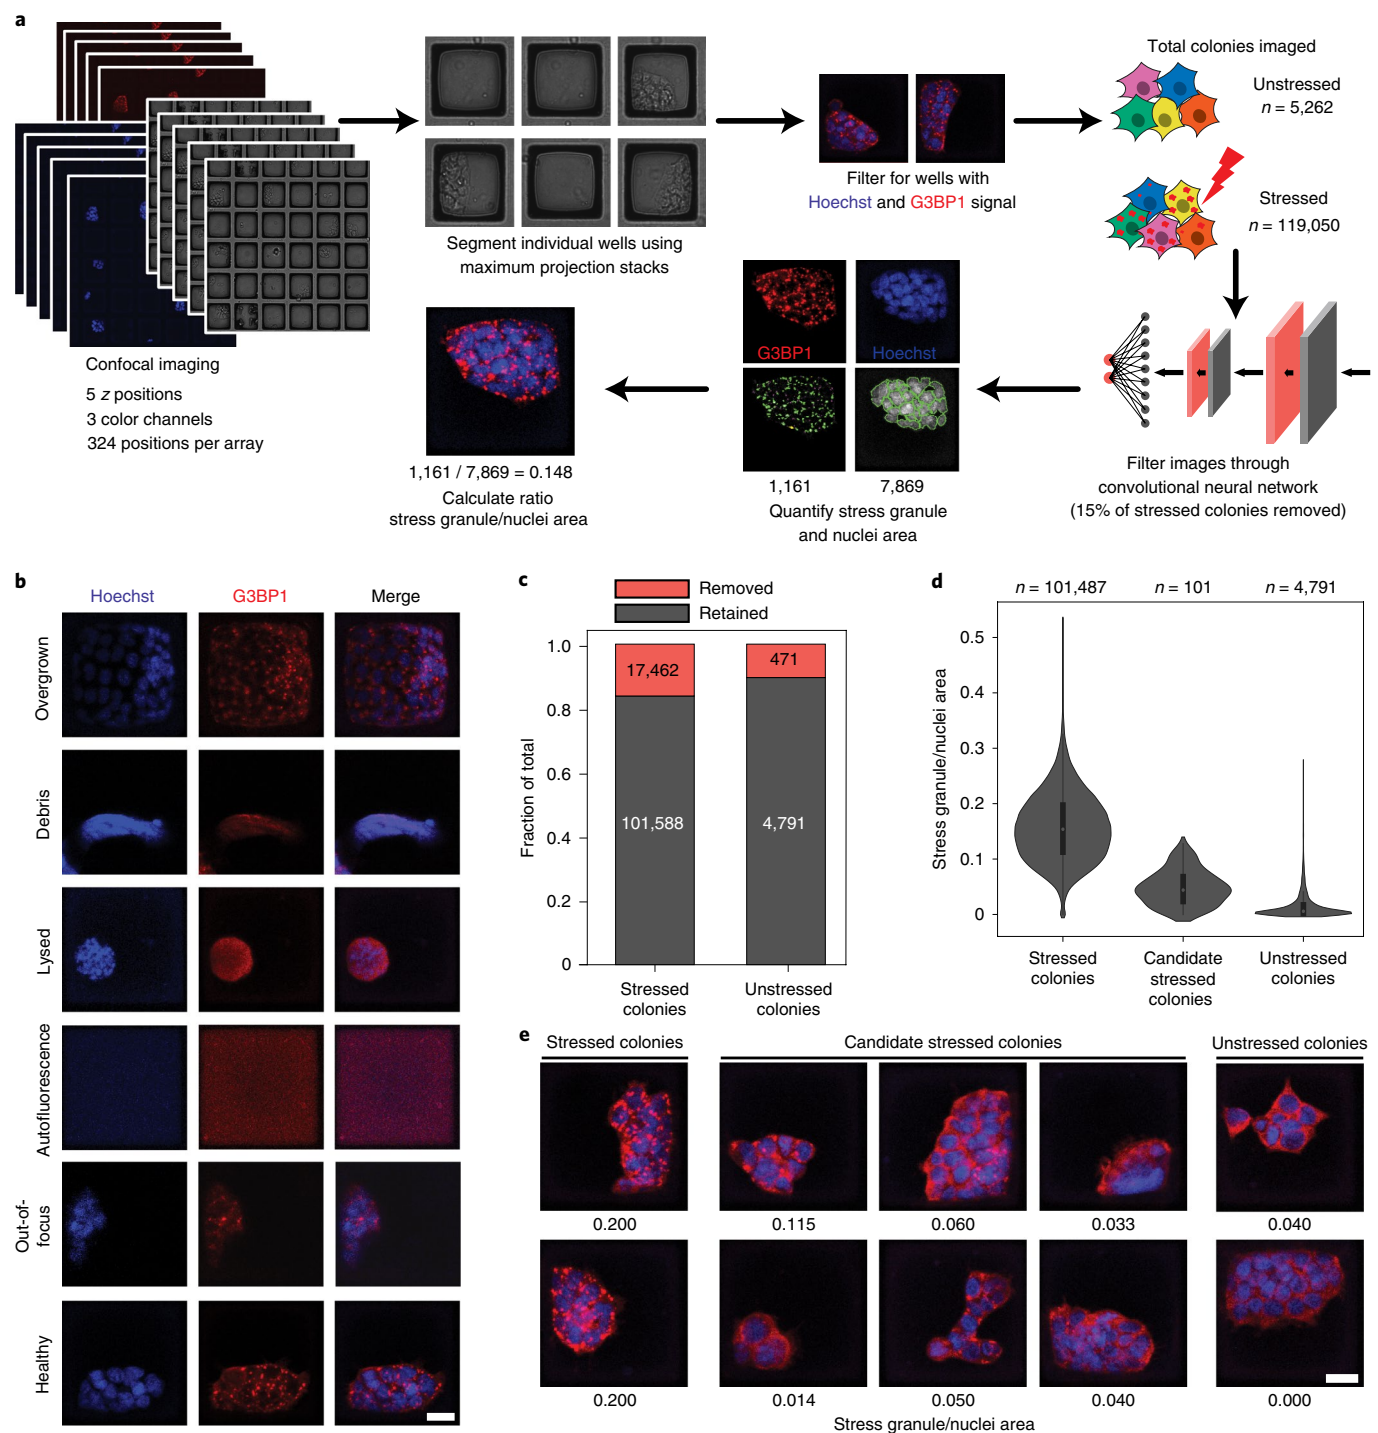 a
Confocal imaging
5 z positions
3 color channels
324 positions per array
Segment individual wells using
maximum projection stacks
Filter for wells with
Hoechst and G3BP1 signal
Total colonies imaged
Unstressed
n = 5,262
Stressed
n = 119,050
Filter images through
convolutional neural network
(15% of stressed colonies removed)
G3BP1
Hoechst
1,161
7,869
Quantify stress granule
and nuclei area
1,161 / 7,869 = 0.148
Calculate ratio
stress granule/nuclei area
b
Hoechst
G3BP1
Merge
Overgrown
Debris
Lysed
Autofluorescence
Out-of-
focus
Healthy
c
Removed
Retained
Fraction of total
1.0
0.8
0.6
0.4
0.2
0
17,462
471
101,588
4,791
Stressed
colonies
Unstressed
colonies
d
n = 101,487
n = 101
n = 4,791
Stress granule/nuclei area
0.5
0.4
0.3
0.2
0.1
0
Stressed
colonies
Candidate
stressed
colonies
Unstressed
colonies
e
Stressed colonies
Candidate stressed colonies
Unstressed colonies
0.200
0.115
0.060
0.033
0.040
0.200
0.014
0.050
0.040
0.000
Stress granule/nuclei area